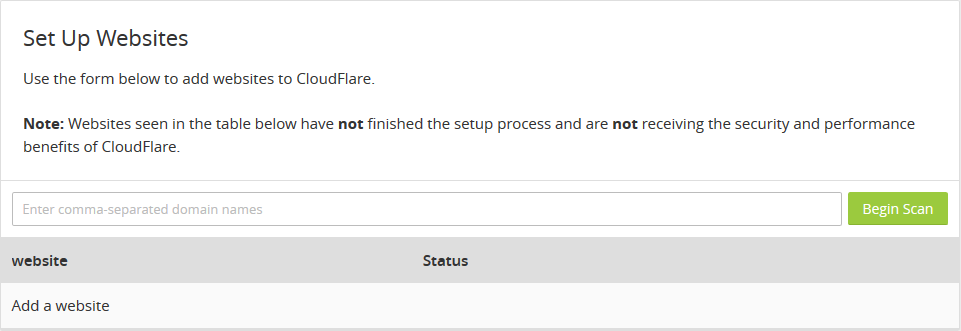 Set Up Websites
Use the form below to add websites to CloudFlare.
Note: Websites seen in the table below have not finished the setup process and are not receiving the security and performance
benefits of CloudFlare.
Enter comma-separated domain names
Begin Scan
website
Status
Add a website